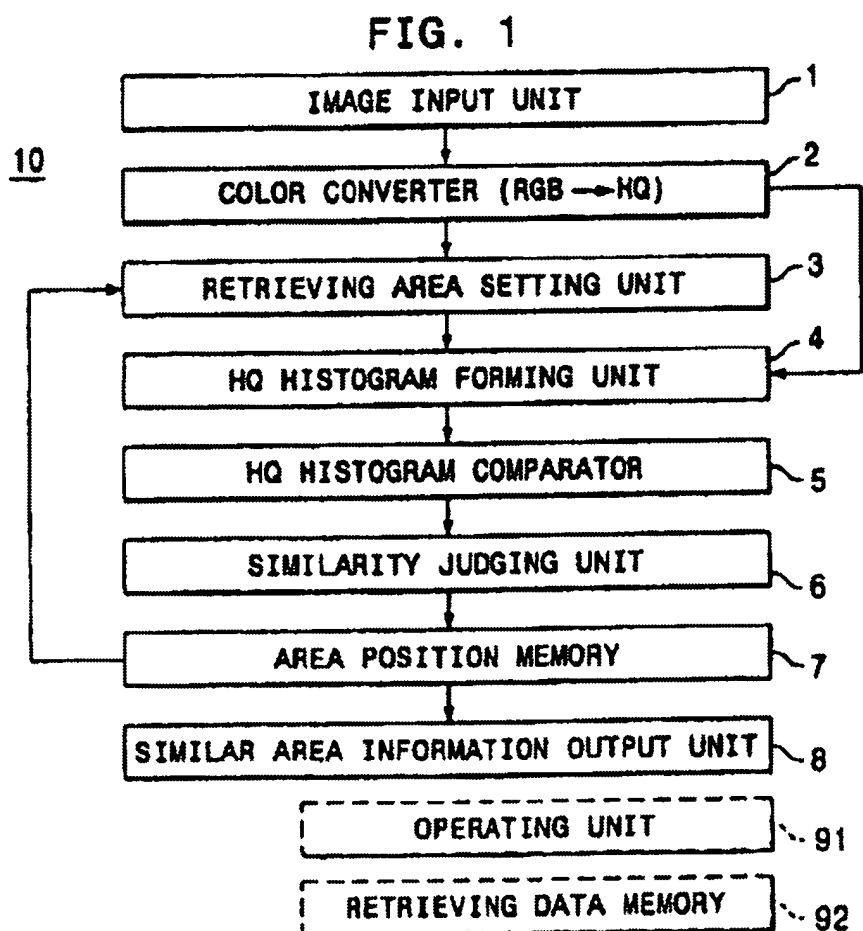 FIG. 1
10
IMAGE INPUT UNIT 1
COLOR CONVERTER (RGB → HQ) 2
RETRIEVING AREA SETTING UNIT 3
HQ HISTOGRAM FORMING UNIT 4
HQ HISTOGRAM COMPARATOR 5
SIMILARITY JUDGING UNIT 6
AREA POSITION MEMORY 7
SIMILAR AREA INFORMATION OUTPUT UNIT 8
OPERATING UNIT 91
RETRIEVING DATA MEMORY 92